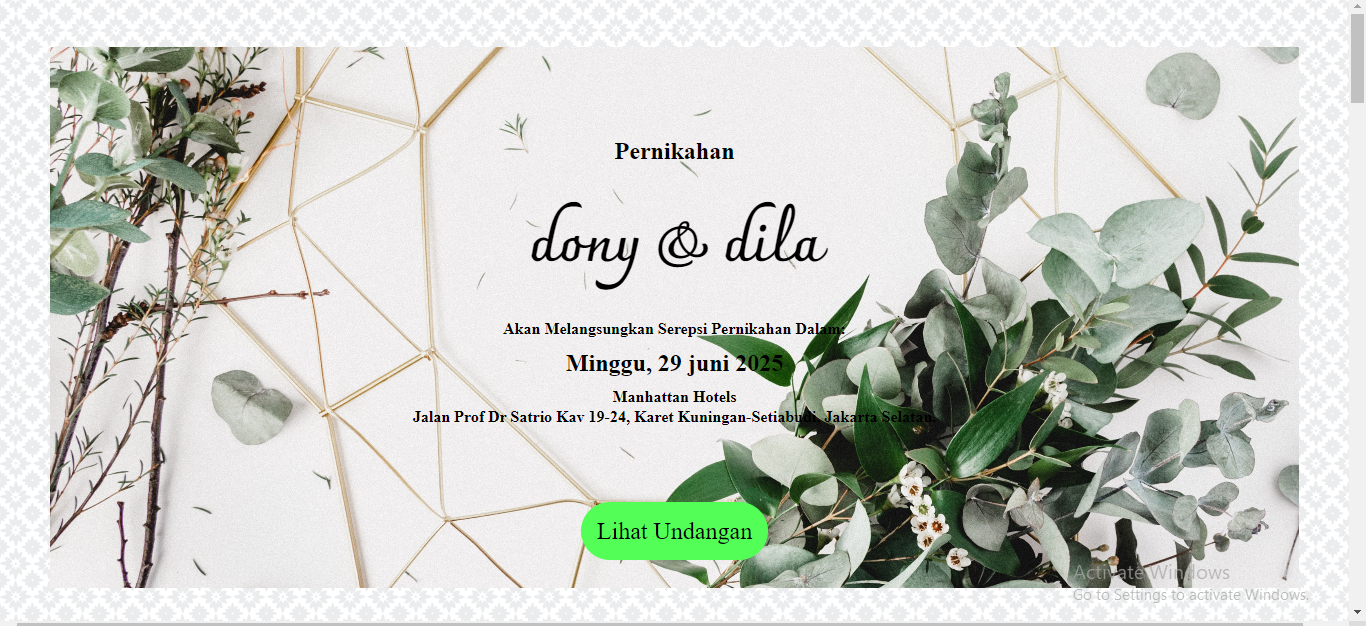 Pernikahan
dony & dila
Akan Melangsungkan Serepsi Pernikahan Dalam:
Minggu, 29 juni 2025
Manhattan Hotels
Jalan Prof Dr Satrio Kav 19-24, Karet Kuningan-Setiabudi, Jakarta Selatan.
Lihat Undangan
Activate Windows
Go to Settings to activate Windows.